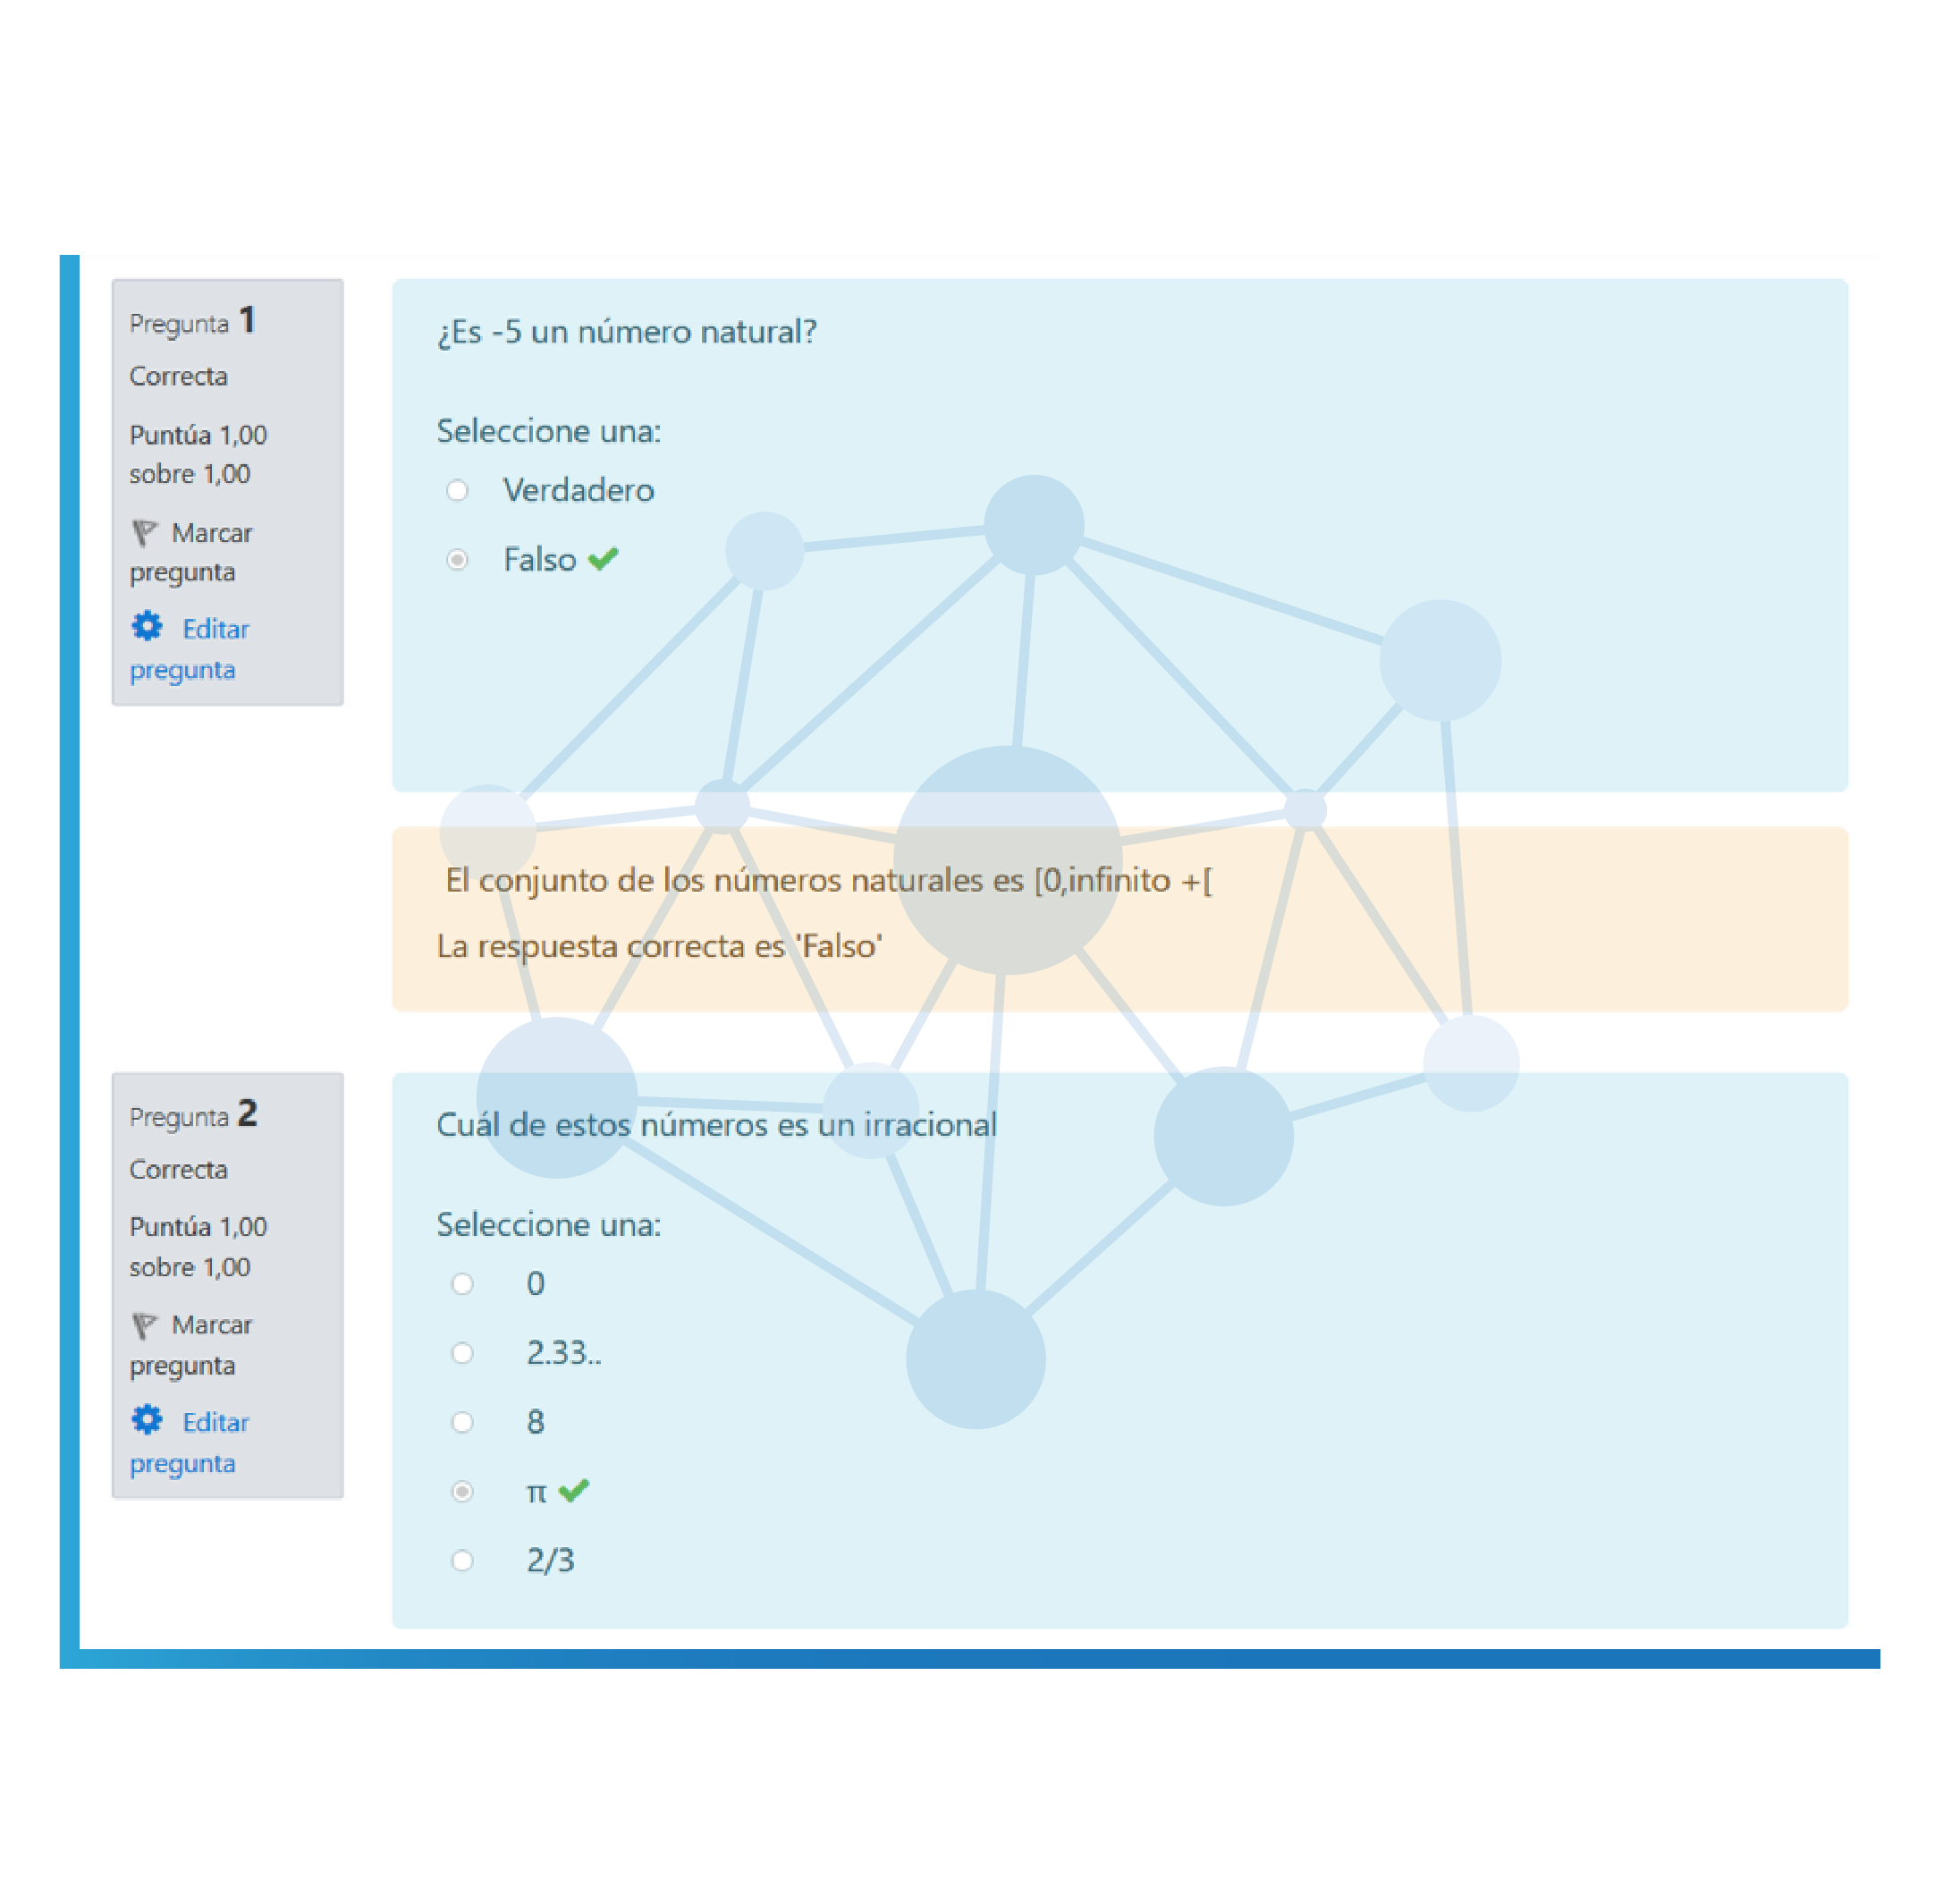 Pregunta 1
Correcta
Puntúa 1,00
sobre 1,00
Marcar
pregunta
Editar
pregunta
¿Es -5 un número natural?
Seleccione una:
Verdadero
Falso
El conjunto de los números naturales es [0,infinito +[
La respuesta correcta es 'Falso'
Pregunta 2
Correcta
Puntúa 1,00
sobre 1,00
Marcar
pregunta
Editar
pregunta
Cuál de estos números es un irracional
Seleccione una:
0
2.33..
8
π
2/3